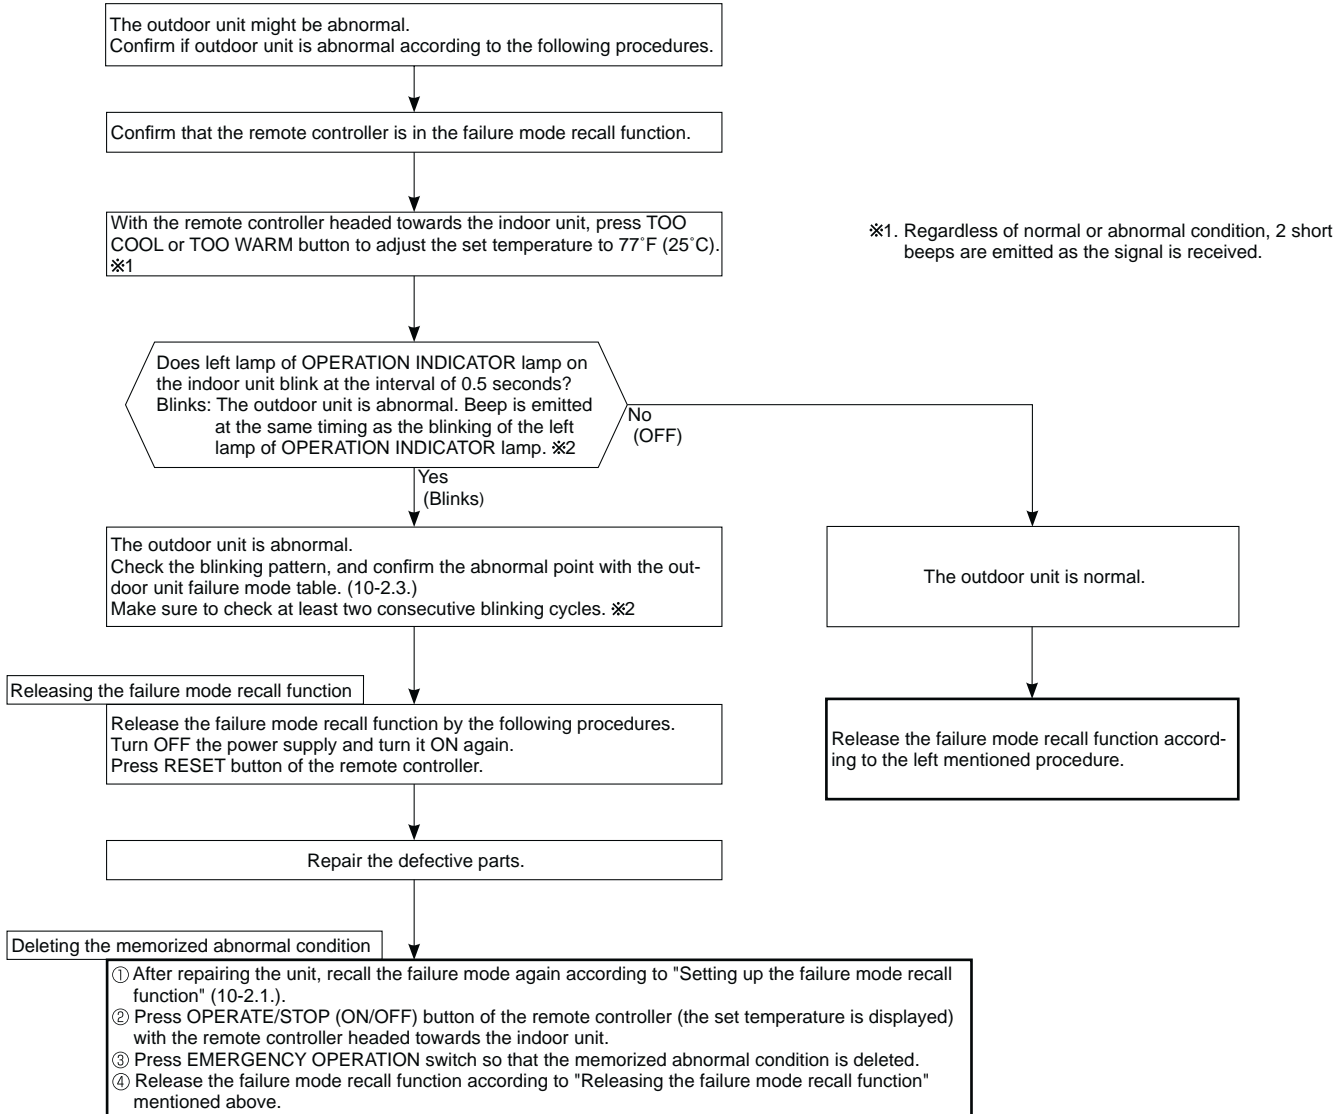 The outdoor unit might be abnormal.
Confirm if outdoor unit is abnormal according to the following procedures.
Confirm that the remote controller is in the failure mode recall function.
With the remote controller headed towards the indoor unit, press TOO
COOL or TOO WARM button to adjust the set temperature to 77˚F (25˚C).
※1
※1. Regardless of normal or abnormal condition, 2 short
beeps are emitted as the signal is received.
Does left lamp of OPERATION INDICATOR lamp on
the indoor unit blink at the interval of 0.5 seconds?
Blinks: The outdoor unit is abnormal. Beep is emitted
at the same timing as the blinking of the left
lamp of OPERATION INDICATOR lamp. ※2
No
(OFF)
Yes
(Blinks)
The outdoor unit is abnormal.
Check the blinking pattern, and confirm the abnormal point with the out-
door unit failure mode table. (10-2.3.)
Make sure to check at least two consecutive blinking cycles. ※2
The outdoor unit is normal.
Releasing the failure mode recall function
Release the failure mode recall function by the following procedures.
Turn OFF the power supply and turn it ON again.
Press RESET button of the remote controller.
Release the failure mode recall function accord-
ing to the left mentioned procedure.
Repair the defective parts.
Deleting the memorized abnormal condition
① After repairing the unit, recall the failure mode again according to "Setting up the failure mode recall
function" (10-2.1.).
② Press OPERATE/STOP (ON/OFF) button of the remote controller (the set temperature is displayed)
with the remote controller headed towards the indoor unit.
③ Press EMERGENCY OPERATION switch so that the memorized abnormal condition is deleted.
④ Release the failure mode recall function according to "Releasing the failure mode recall function"
mentioned above.